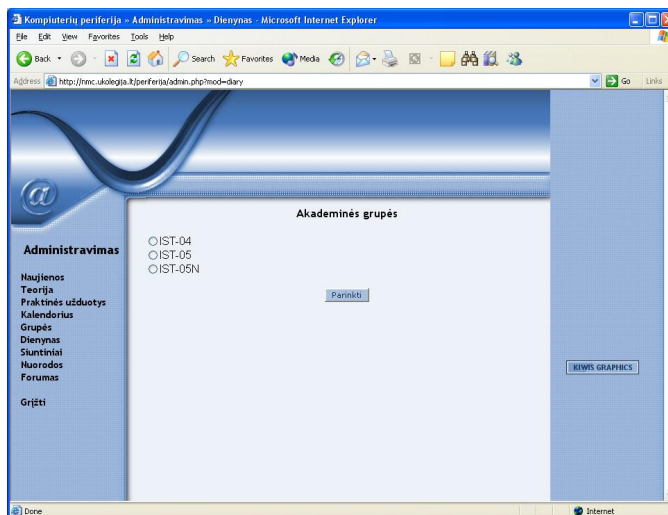 Kompiuterių periferija » Administravimas » Dienynas - Microsoft Internet Explorer
File Edit View Favorites Tools Help
Back Search Favorites Media
Address http://nmc.ukolegija.lt/periferija/admin.php?mod=diary Go Links
@
Akademinės grupės
Administravimas
IST-04
IST-05
IST-05N
Parinkti
Naujienos
Teorija
Praktinės užduotys
Kalendorius
Grupės
Dienynas
Siuntiniai
Nuorodos
Forumas
Grįžti
KIWIS GRAPHICS
Done Internet